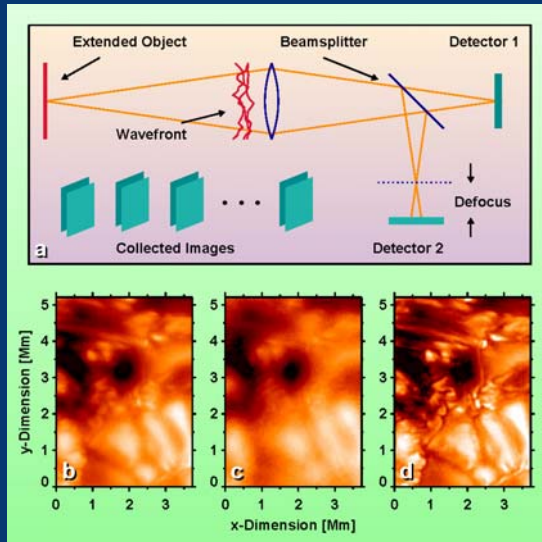 Extended Object
Beamsplitter
Detector 1
Wavefront
Defocus
a
Collected Images
Detector 2
5
4
3
2
1
0
y-Dimension [Mm]
b
c
d
0 1 2 3
0 1 2 3
0 1 2 3
x-Dimension [Mm]